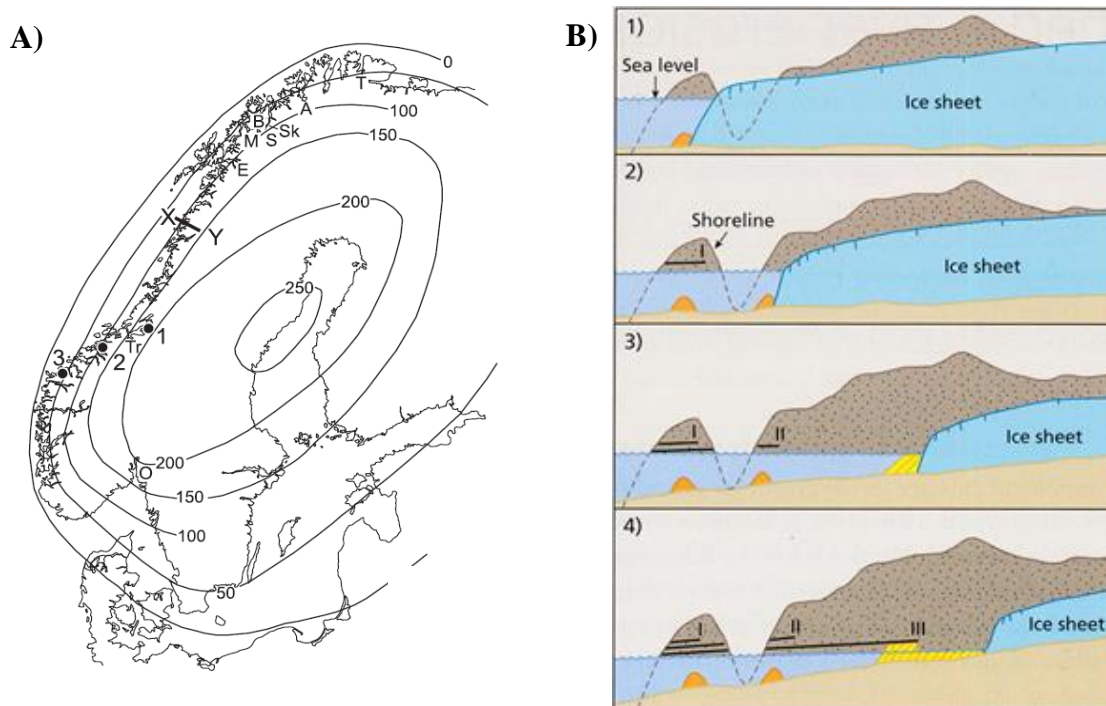 A)
0
T
A
100
B
Sk
150
M
S
E
200
X
Y
250
1
Tr
2
3
200
O
150
100
50
B)
1)
Sea level
Ice sheet
2)
Shoreline
I
Ice sheet
3)
I
II
Ice sheet
4)
I
II
III
Ice sheet